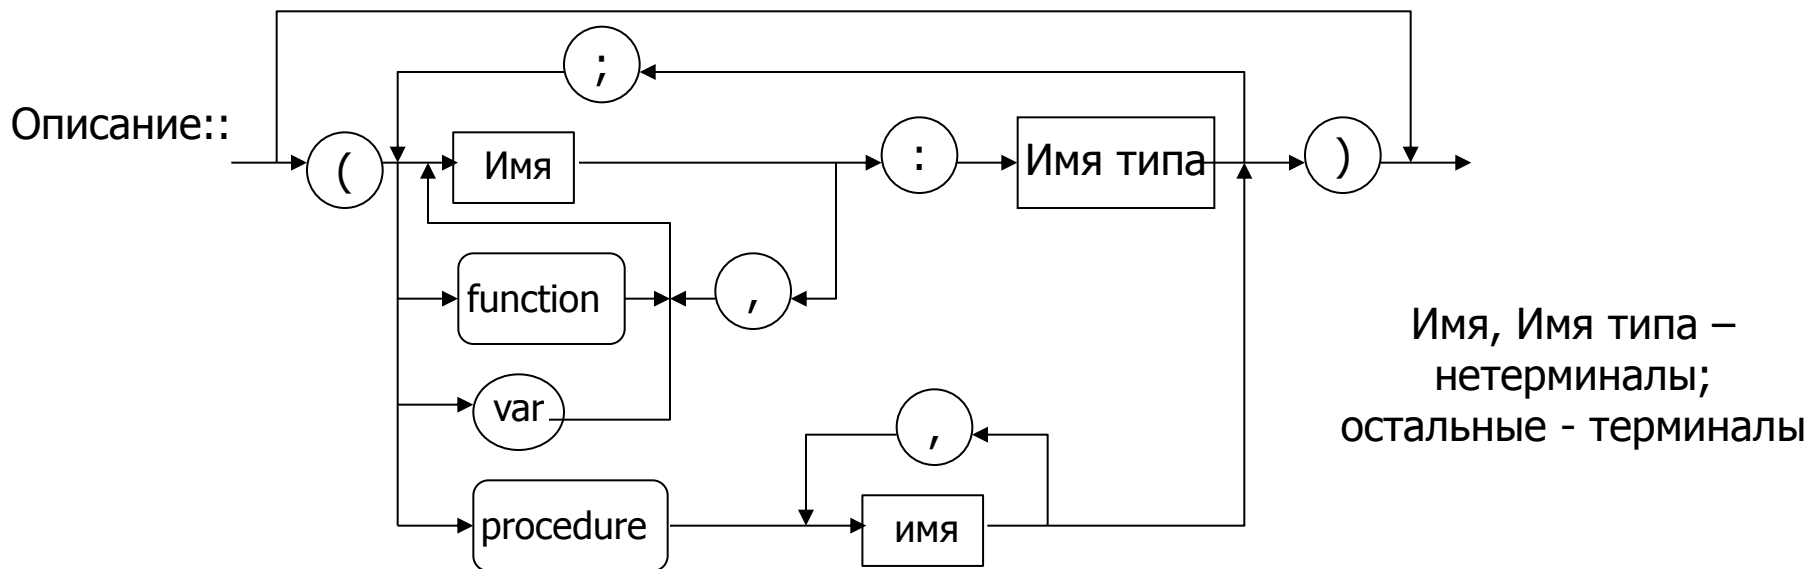 ;
Описание::
(
Имя
:
Имя типа
)
function
,
var
,
procedure
имя
Имя, Имя типа –
нетерминалы;
остальные - терминалы